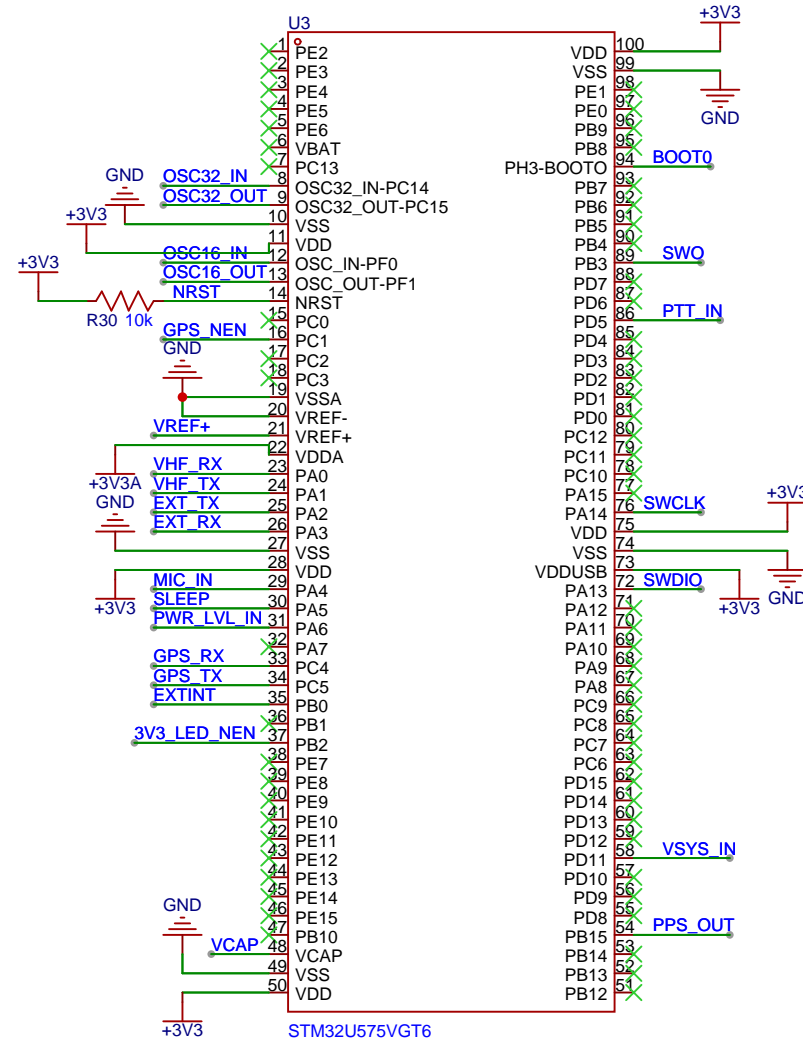 U3
1 PE2
2 PE3
3 PE4
4 PE5
5 PE6
6 VBAT
7 PC13
OSC32_IN 8 OSC32_IN-PC14
OSC32_OUT 9 OSC32_OUT-PC15
GND 10 VSS
+3V3 11 VDD
OSC16_IN 12 OSC_IN-PF0
OSC16_OUT 13 OSC_OUT-PF1
+3V3 R30 10k NRST 14 NRST
15 PC0
GPS_NEN 16 PC1
17 PC2
18 PC3
GND 19 VSSA
20 VREF-
VREF+ 21 VREF+
+3V3A 22 VDDA
VHF_RX 23 PA0
VHF_TX 24 PA1
EXT_TX 25 PA2
EXT_RX 26 PA3
GND 27 VSS
+3V3 28 VDD
MIC_IN 29 PA4
SLEEP 30 PA5
PWR_LVL_IN 31 PA6
32 PA7
GPS_RX 33 PC4
GPS_TX 34 PC5
EXTINT 35 PB0
36 PB1
3V3_LED_NEN 37 PB2
38 PE7
39 PE8
40 PE9
41 PE10
42 PE11
43 PE12
44 PE13
45 PE14
46 PE15
47 PB10
VCAP 48 VCAP
GND 49 VSS
+3V3 50 VDD
VDD 100 +3V3
VSS 99 GND
PE1 98
PE0 97
PB9 96
PB8 95
PH3-BOOTO 94 BOOT0
PB7 93
PB6 92
PB5 91
PB4 90
PB3 89 SWO
PD7 88
PD6 87
PD5 86 PTT_IN
PD4 85
PD3 84
PD2 83
PD1 82
PD0 81
PC12 80
PC11 79
PC10 78
PA15 77
PA14 76 SWCLK
VDD 75 +3V3
VSS 74 GND
VDDUSB 73 +3V3
PA13 72 SWDIO
PA12 71
PA11 70
PA10 69
PA9 68
PA8 67
PC9 66
PC8 65
PC7 64
PC6 63
PD15 62
PD14 61
PD13 60
PD12 59
PD11 58 VSYS_IN
PD10 57
PD9 56
PD8 55
PB15 54 PPS_OUT
PB14 53
PB13 52
PB12 51
STM32U575VGT6